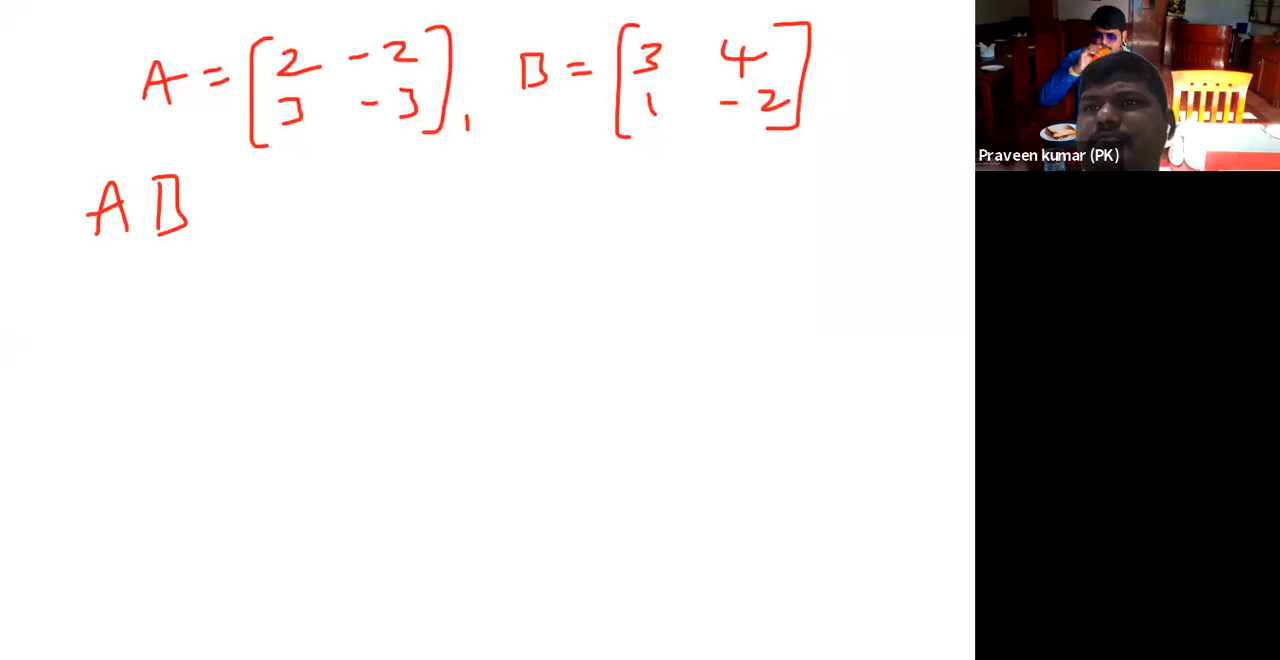 A = [2 -2
3 -3], B = [3 4
1 -2]
AB
Praveen kumar (PK)